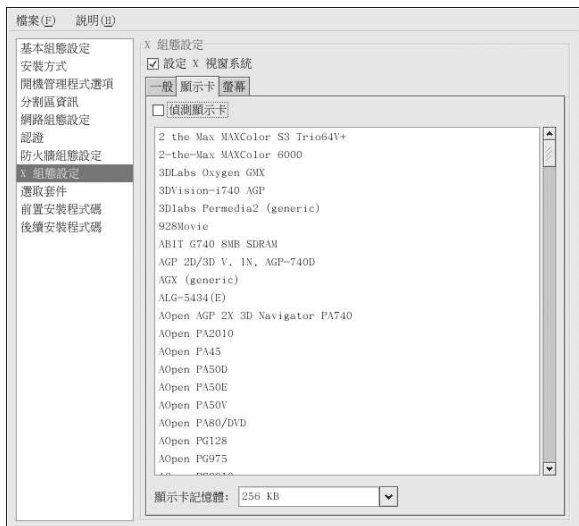 檔案(F) 說明(H)
基本組態設定
安裝方式
開機管理程式選項
分割區資訊
網路組態設定
認證
防火牆組態設定
X 組態設定
選取套件
前置安裝程式碼
後續安裝程式碼
X 組態設定
設定 X 視窗系統
一般 顯示卡 螢幕
偵測顯示卡
2 the Max MAXColor S3 Trio64V+
2-the-Max MAXColor 6000
3DLabs Oxygen GMX
3DVision-i740 AGP
3Dlabs Permedia2 (generic)
928Movie
ABIT G740 8MB SDRAM
AGP 2D/3D V. 1N, AGP-740D
AGX (generic)
ALG-5434(E)
AOpen AGP 2X 3D Navigator PA740
AOpen PA2010
AOpen PA45
AOpen PA50D
AOpen PA50E
AOpen PA50V
AOpen PA80/DVD
AOpen PG128
AOpen PG975
顯示卡記憶體: 256 KB